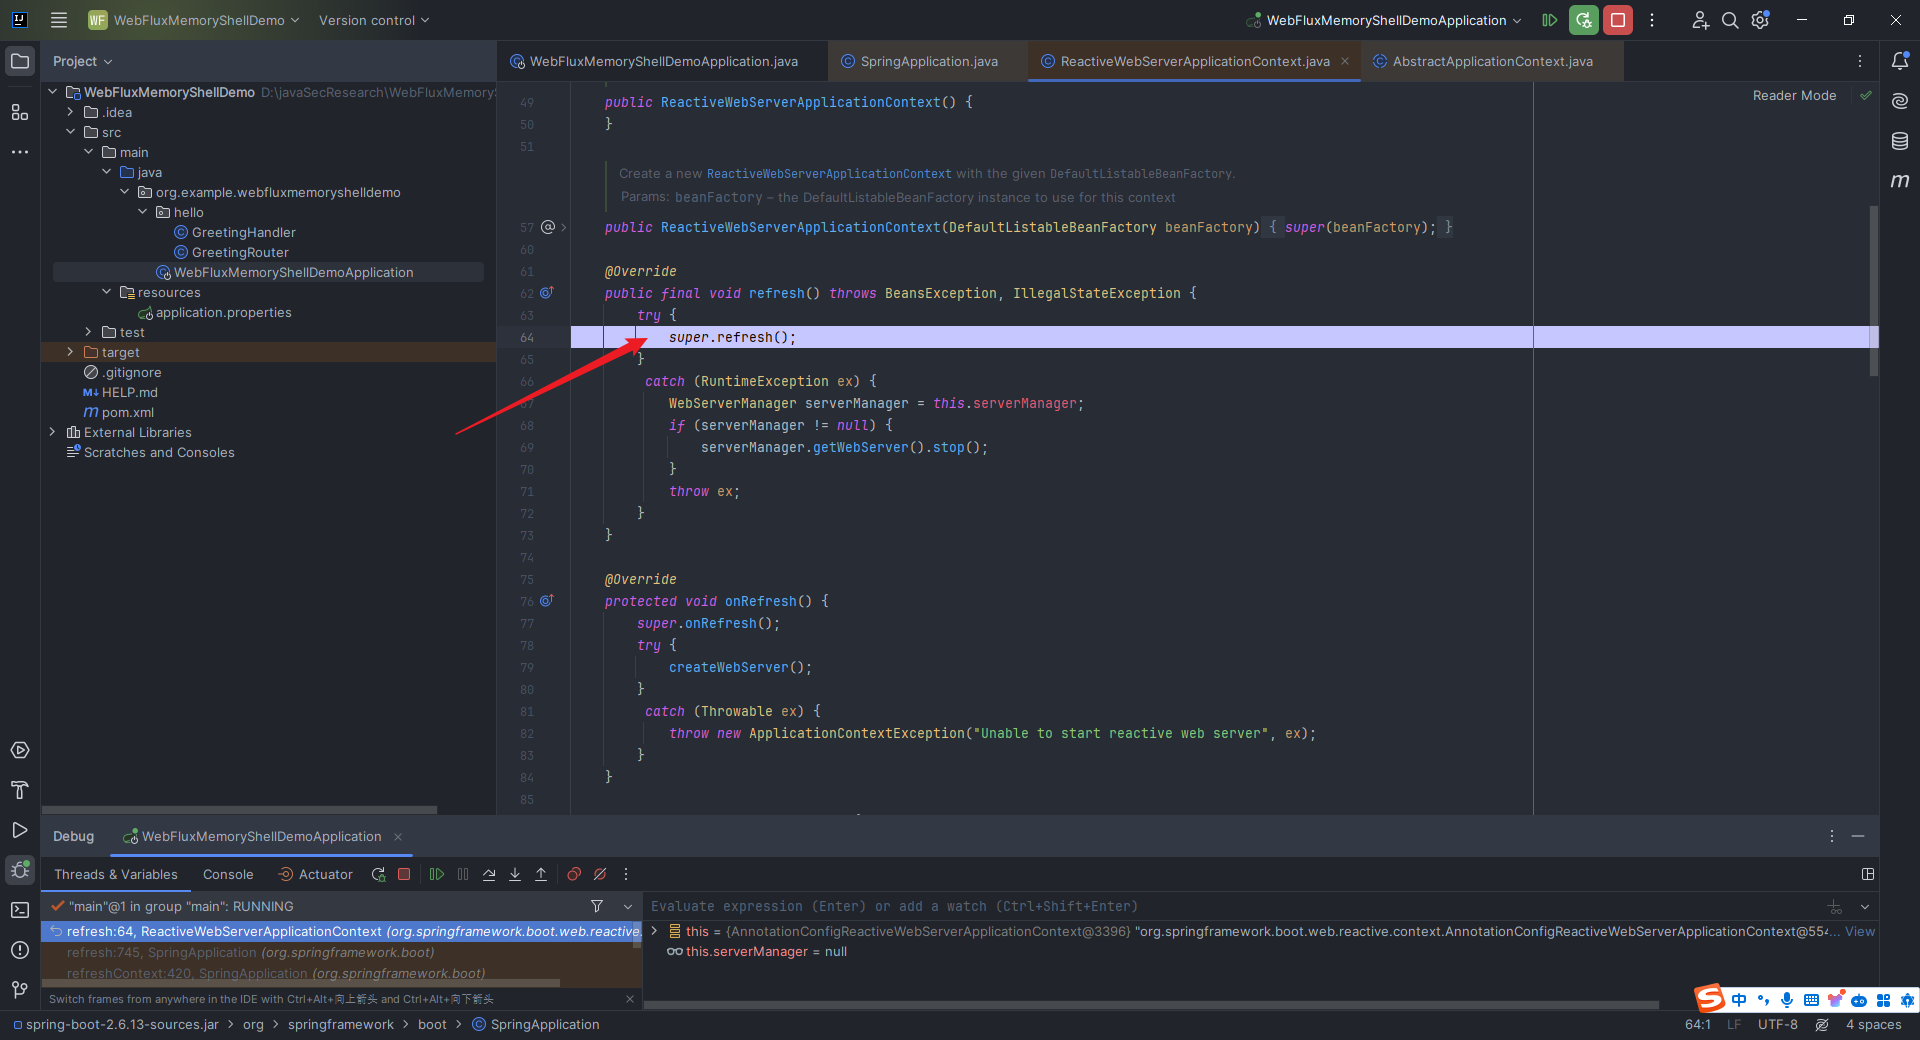 WF WebFluxMemoryShellDemo Version control WebFluxMemoryShellDemoApplication
Project
WebFluxMemoryShellDemoApplication.java SpringApplication.java ReactiveWebServerApplicationContext.java AbstractApplicationContext.java
Reader Mode
WebFluxMemoryShellDemo D:\javaSecResearch\WebFluxMemoryS
.idea
src
main
java
org.example.webfluxmemoryshelldemo
hello
GreetingHandler
GreetingRouter
WebFluxMemoryShellDemoApplication
resources
application.properties
test
target
.gitignore
HELP.md
pom.xml
External Libraries
Scratches and Consoles
49 public ReactiveWebServerApplicationContext() {
50 }
51
Create a new ReactiveWebServerApplicationContext with the given DefaultListableBeanFactory.
Params: beanFactory – the DefaultListableBeanFactory instance to use for this context
57 public ReactiveWebServerApplicationContext(DefaultListableBeanFactory beanFactory) { super(beanFactory); }
60
61 @Override
62 public final void refresh() throws BeansException, IllegalStateException {
63 try {
64 super.refresh();
65 }
66 catch (RuntimeException ex) {
67 WebServerManager serverManager = this.serverManager;
68 if (serverManager != null) {
69 serverManager.getWebServer().stop();
70 }
71 throw ex;
72 }
73 }
74
75 @Override
76 protected void onRefresh() {
77 super.onRefresh();
78 try {
79 createWebServer();
80 }
81 catch (Throwable ex) {
82 throw new ApplicationContextException("Unable to start reactive web server", ex);
83 }
84 }
85
Debug WebFluxMemoryShellDemoApplication
Threads & Variables Console Actuator
"main"@1 in group "main": RUNNING
refresh:64, ReactiveWebServerApplicationContext (org.springframework.boot.web.reactive.
refresh:745, SpringApplication (org.springframework.boot)
refreshContext:420, SpringApplication (org.springframework.boot)
Switch frames from anywhere in the IDE with Ctrl+Alt+向上箭头 and Ctrl+Alt+向下箭头
Evaluate expression (Enter) or add a watch (Ctrl+Shift+Enter)
this = {AnnotationConfigReactiveWebServerApplicationContext@3396} "org.springframework.boot.web.reactive.context.AnnotationConfigReactiveWebServerApplicationContext@554... View
this.serverManager = null
中
spring-boot-2.6.13-sources.jar org springframework boot SpringApplication
64:1 LF UTF-8 4 spaces